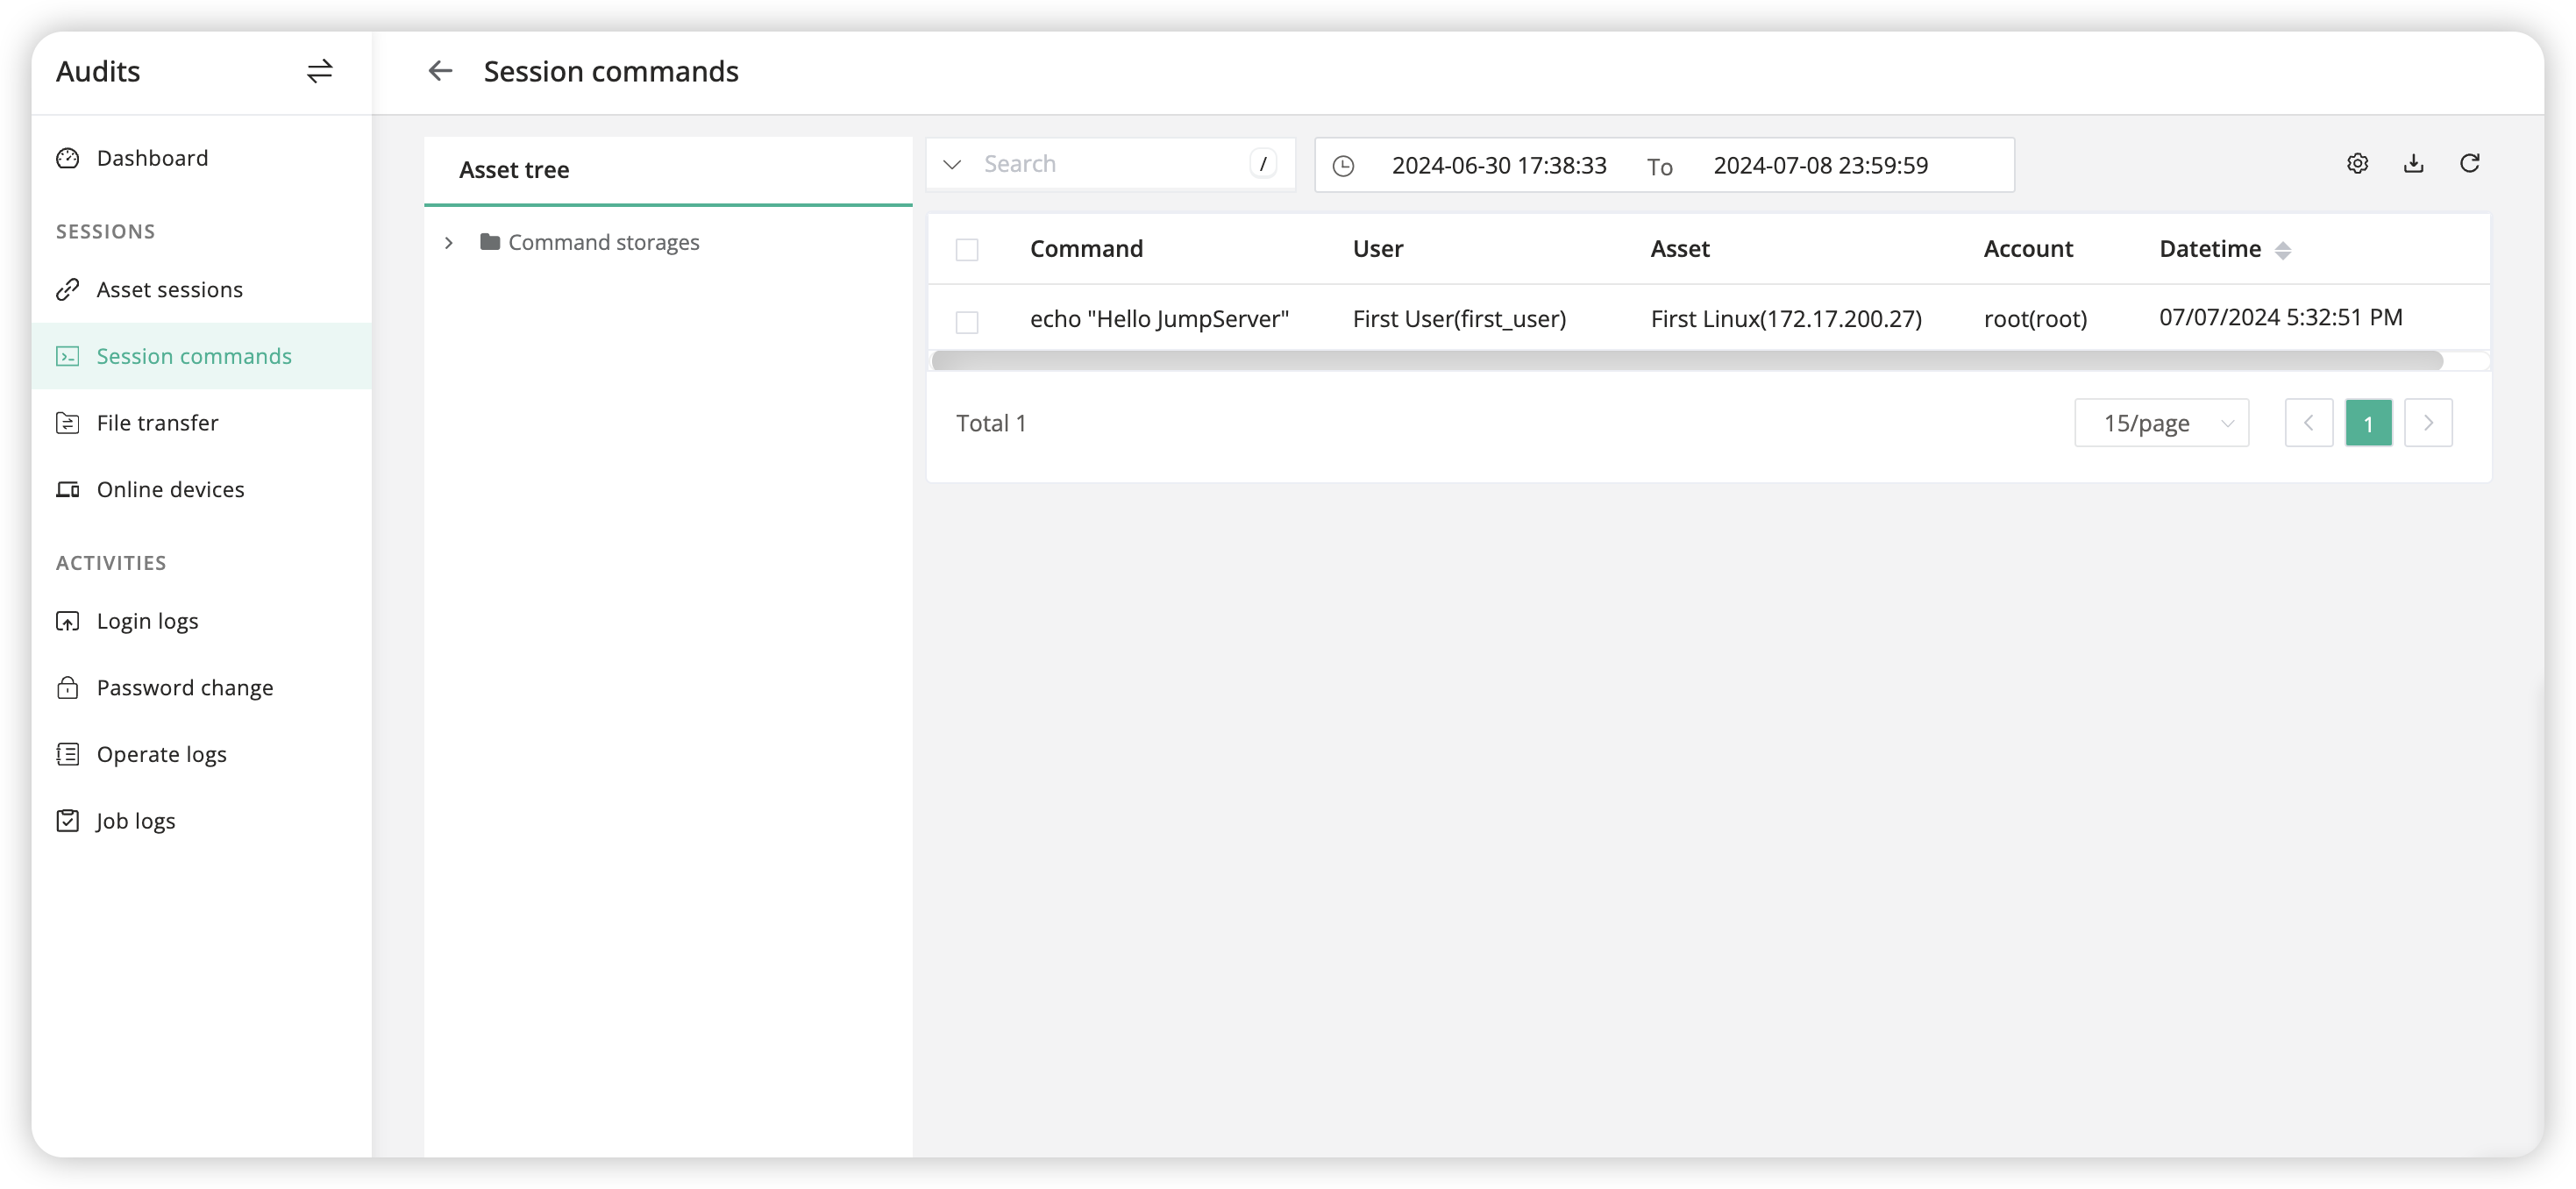 Audits
Dashboard
SESSIONS
Asset sessions
Session commands
File transfer
Online devices
ACTIVITIES
Login logs
Password change
Operate logs
Job logs
Session commands
Asset tree
Command storages
Search /
2024-06-30 17:38:33 To 2024-07-08 23:59:59
Command User Asset Account Datetime
echo "Hello JumpServer" First User(first_user) First Linux(172.17.200.27) root(root) 07/07/2024 5:32:51 PM
Total 1 15/page 1